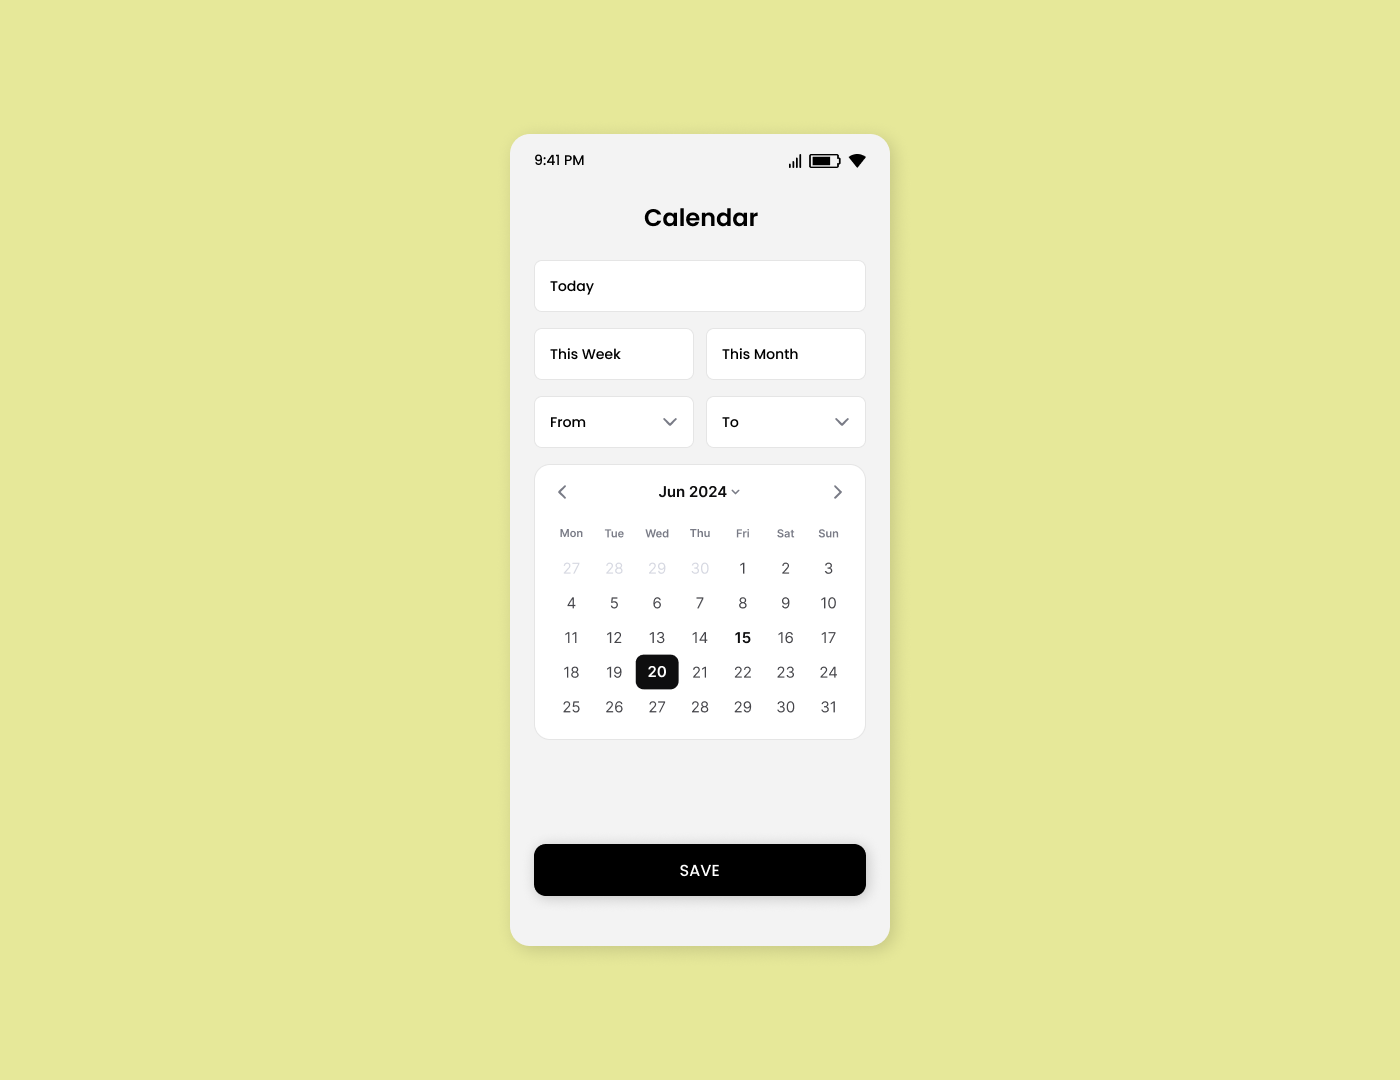 9:41 PM
Calendar
Today
This Week This Month
From To
Jun 2024
Mon Tue Wed Thu Fri Sat Sun
27 28 29 30 1 2 3
4 5 6 7 8 9 10
11 12 13 14 15 16 17
18 19 20 21 22 23 24
25 26 27 28 29 30 31
SAVE